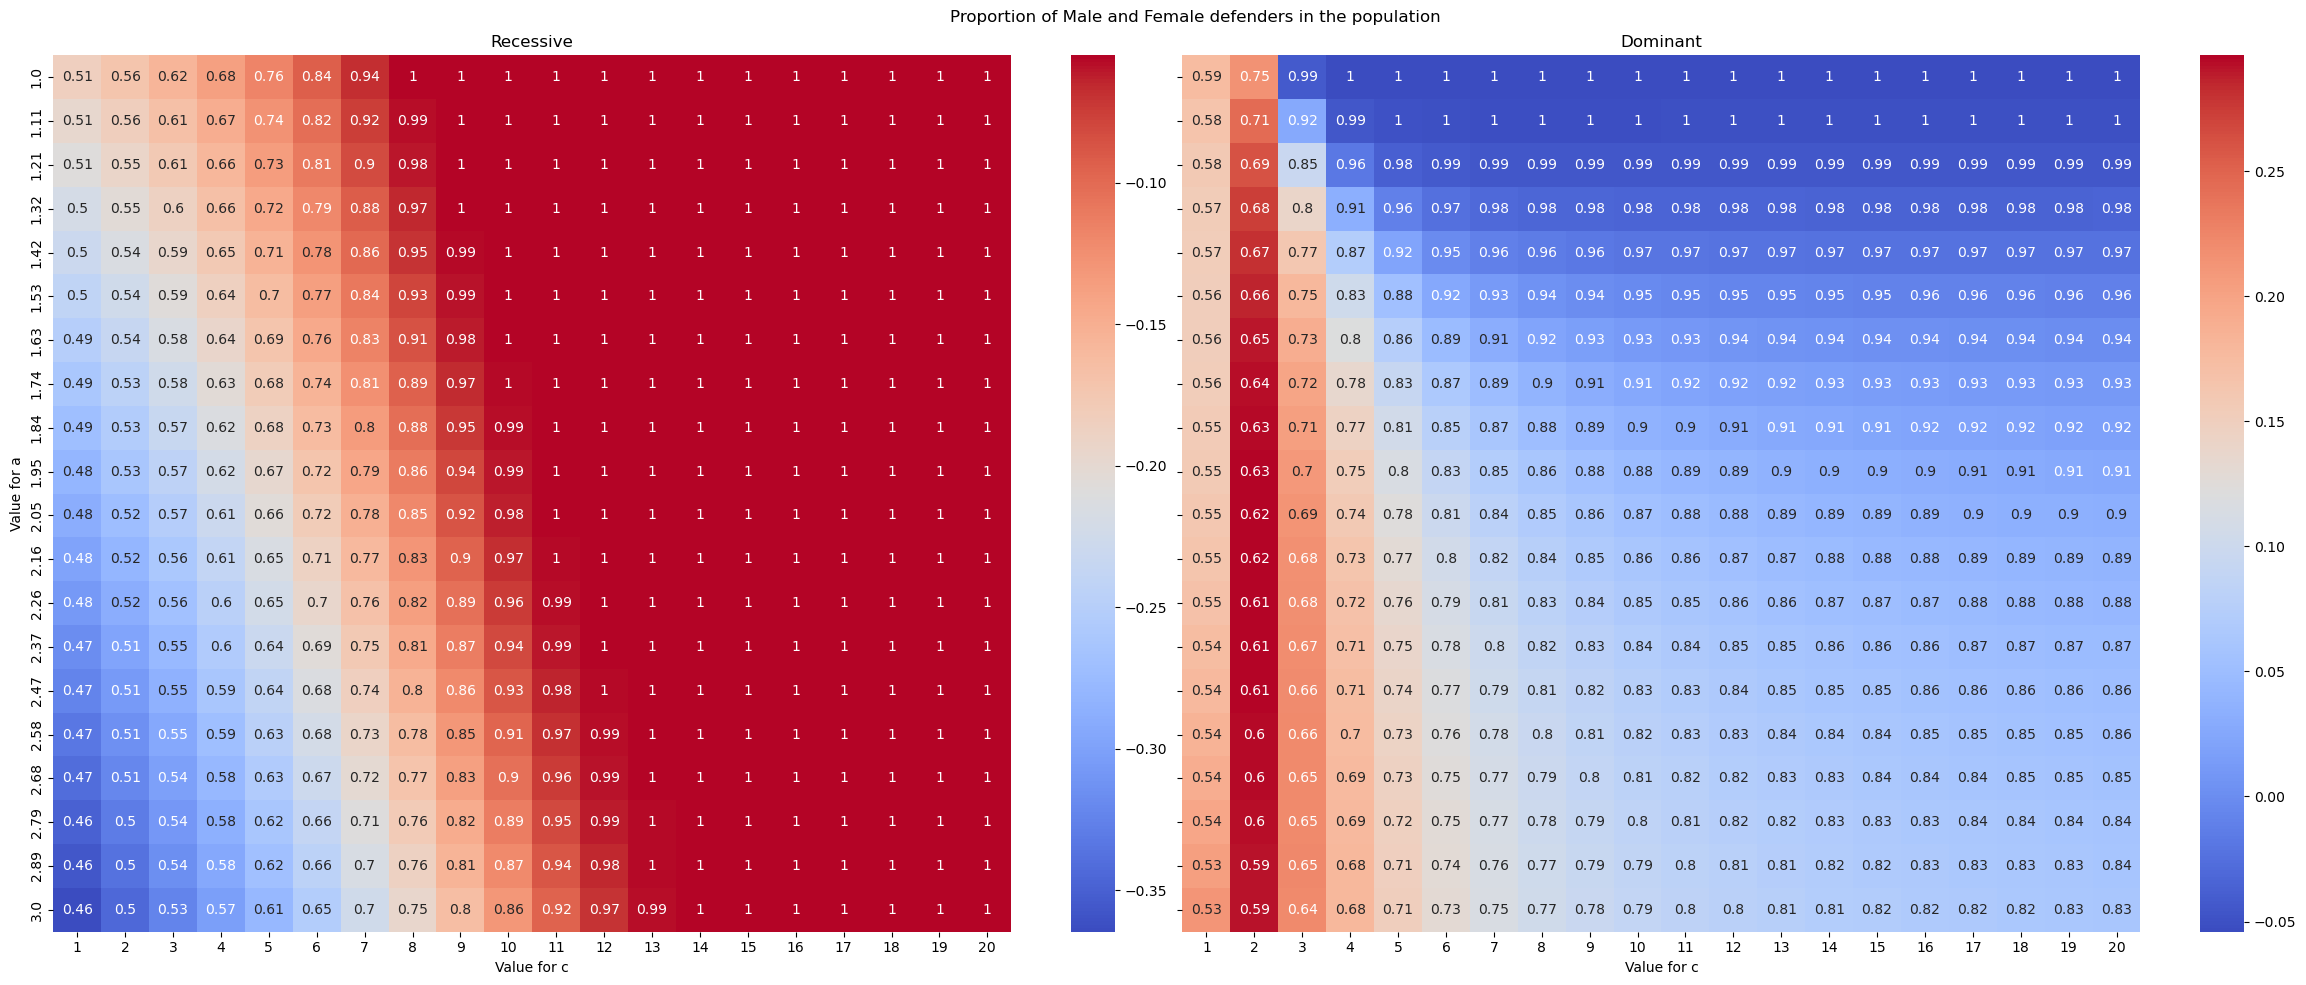 Proportion of Male and Female defenders in the population
Recessive
Value for a
1.0 0.51 0.56 0.62 0.68 0.76 0.84 0.94 1 1 1 1 1 1 1 1 1 1 1 1 1
1.11 0.51 0.56 0.61 0.67 0.74 0.82 0.92 0.99 1 1 1 1 1 1 1 1 1 1 1 1
1.21 0.51 0.55 0.61 0.66 0.73 0.81 0.9 0.98 1 1 1 1 1 1 1 1 1 1 1 1
1.32 0.5 0.55 0.6 0.66 0.72 0.79 0.88 0.97 1 1 1 1 1 1 1 1 1 1 1 1
1.42 0.5 0.54 0.59 0.65 0.71 0.78 0.86 0.95 0.99 1 1 1 1 1 1 1 1 1 1 1
1.53 0.5 0.54 0.59 0.64 0.7 0.77 0.84 0.93 0.99 1 1 1 1 1 1 1 1 1 1 1
1.63 0.49 0.54 0.58 0.64 0.69 0.76 0.83 0.91 0.98 1 1 1 1 1 1 1 1 1 1 1
1.74 0.49 0.53 0.58 0.63 0.68 0.74 0.81 0.89 0.97 1 1 1 1 1 1 1 1 1 1 1
1.84 0.49 0.53 0.57 0.62 0.68 0.73 0.8 0.88 0.95 0.99 1 1 1 1 1 1 1 1 1 1
1.95 0.48 0.53 0.57 0.62 0.67 0.72 0.79 0.86 0.94 0.99 1 1 1 1 1 1 1 1 1 1
2.05 0.48 0.52 0.57 0.61 0.66 0.72 0.78 0.85 0.92 0.98 1 1 1 1 1 1 1 1 1 1
2.16 0.48 0.52 0.56 0.61 0.65 0.71 0.77 0.83 0.9 0.97 1 1 1 1 1 1 1 1 1 1
2.26 0.48 0.52 0.56 0.6 0.65 0.7 0.76 0.82 0.89 0.96 0.99 1 1 1 1 1 1 1 1 1
2.37 0.47 0.51 0.55 0.6 0.64 0.69 0.75 0.81 0.87 0.94 0.99 1 1 1 1 1 1 1 1 1
2.47 0.47 0.51 0.55 0.59 0.64 0.68 0.74 0.8 0.86 0.93 0.98 1 1 1 1 1 1 1 1 1
2.58 0.47 0.51 0.55 0.59 0.63 0.68 0.73 0.78 0.85 0.91 0.97 0.99 1 1 1 1 1 1 1 1
2.68 0.47 0.51 0.54 0.58 0.63 0.67 0.72 0.77 0.83 0.9 0.96 0.99 1 1 1 1 1 1 1 1
2.79 0.46 0.5 0.54 0.58 0.62 0.66 0.71 0.76 0.82 0.89 0.95 0.99 1 1 1 1 1 1 1 1
2.89 0.46 0.5 0.54 0.58 0.62 0.66 0.7 0.76 0.81 0.87 0.94 0.98 1 1 1 1 1 1 1 1
3.0 0.46 0.5 0.53 0.57 0.61 0.65 0.7 0.75 0.8 0.86 0.92 0.97 0.99 1 1 1 1 1 1 1
1 2 3 4 5 6 7 8 9 10 11 12 13 14 15 16 17 18 19 20
Value for c
−0.10
−0.15
−0.20
−0.25
−0.30
−0.35
Dominant
0.59 0.75 0.99 1 1 1 1 1 1 1 1 1 1 1 1 1 1 1 1 1
0.58 0.71 0.92 0.99 1 1 1 1 1 1 1 1 1 1 1 1 1 1 1 1
0.58 0.69 0.85 0.96 0.98 0.99 0.99 0.99 0.99 0.99 0.99 0.99 0.99 0.99 0.99 0.99 0.99 0.99 0.99 0.99
0.57 0.68 0.8 0.91 0.96 0.97 0.98 0.98 0.98 0.98 0.98 0.98 0.98 0.98 0.98 0.98 0.98 0.98 0.98 0.98
0.57 0.67 0.77 0.87 0.92 0.95 0.96 0.96 0.96 0.97 0.97 0.97 0.97 0.97 0.97 0.97 0.97 0.97 0.97 0.97
0.56 0.66 0.75 0.83 0.88 0.92 0.93 0.94 0.94 0.95 0.95 0.95 0.95 0.95 0.95 0.96 0.96 0.96 0.96 0.96
0.56 0.65 0.73 0.8 0.86 0.89 0.91 0.92 0.93 0.93 0.93 0.94 0.94 0.94 0.94 0.94 0.94 0.94 0.94 0.94
0.56 0.64 0.72 0.78 0.83 0.87 0.89 0.9 0.91 0.91 0.92 0.92 0.92 0.93 0.93 0.93 0.93 0.93 0.93 0.93
0.55 0.63 0.71 0.77 0.81 0.85 0.87 0.88 0.89 0.9 0.9 0.91 0.91 0.91 0.91 0.92 0.92 0.92 0.92 0.92
0.55 0.63 0.7 0.75 0.8 0.83 0.85 0.86 0.88 0.88 0.89 0.89 0.9 0.9 0.9 0.9 0.91 0.91 0.91 0.91
0.55 0.62 0.69 0.74 0.78 0.81 0.84 0.85 0.86 0.87 0.88 0.88 0.89 0.89 0.89 0.89 0.9 0.9 0.9 0.9
0.55 0.62 0.68 0.73 0.77 0.8 0.82 0.84 0.85 0.86 0.86 0.87 0.87 0.88 0.88 0.88 0.89 0.89 0.89 0.89
0.55 0.61 0.68 0.72 0.76 0.79 0.81 0.83 0.84 0.85 0.85 0.86 0.86 0.87 0.87 0.87 0.88 0.88 0.88 0.88
0.54 0.61 0.67 0.71 0.75 0.78 0.8 0.82 0.83 0.84 0.84 0.85 0.85 0.86 0.86 0.86 0.87 0.87 0.87 0.87
0.54 0.61 0.66 0.71 0.74 0.77 0.79 0.81 0.82 0.83 0.83 0.84 0.85 0.85 0.85 0.86 0.86 0.86 0.86 0.86
0.54 0.6 0.66 0.7 0.73 0.76 0.78 0.8 0.81 0.82 0.83 0.83 0.84 0.84 0.84 0.85 0.85 0.85 0.85 0.86
0.54 0.6 0.65 0.69 0.73 0.75 0.77 0.79 0.8 0.81 0.82 0.82 0.83 0.83 0.84 0.84 0.84 0.85 0.85 0.85
0.54 0.6 0.65 0.69 0.72 0.75 0.77 0.78 0.79 0.8 0.81 0.82 0.82 0.83 0.83 0.83 0.84 0.84 0.84 0.84
0.53 0.59 0.65 0.68 0.71 0.74 0.76 0.77 0.79 0.79 0.8 0.81 0.81 0.82 0.82 0.83 0.83 0.83 0.83 0.84
0.53 0.59 0.64 0.68 0.71 0.73 0.75 0.77 0.78 0.79 0.8 0.8 0.81 0.81 0.82 0.82 0.82 0.82 0.83 0.83
1 2 3 4 5 6 7 8 9 10 11 12 13 14 15 16 17 18 19 20
Value for c
0.25
0.20
0.15
0.10
0.05
0.00
−0.05